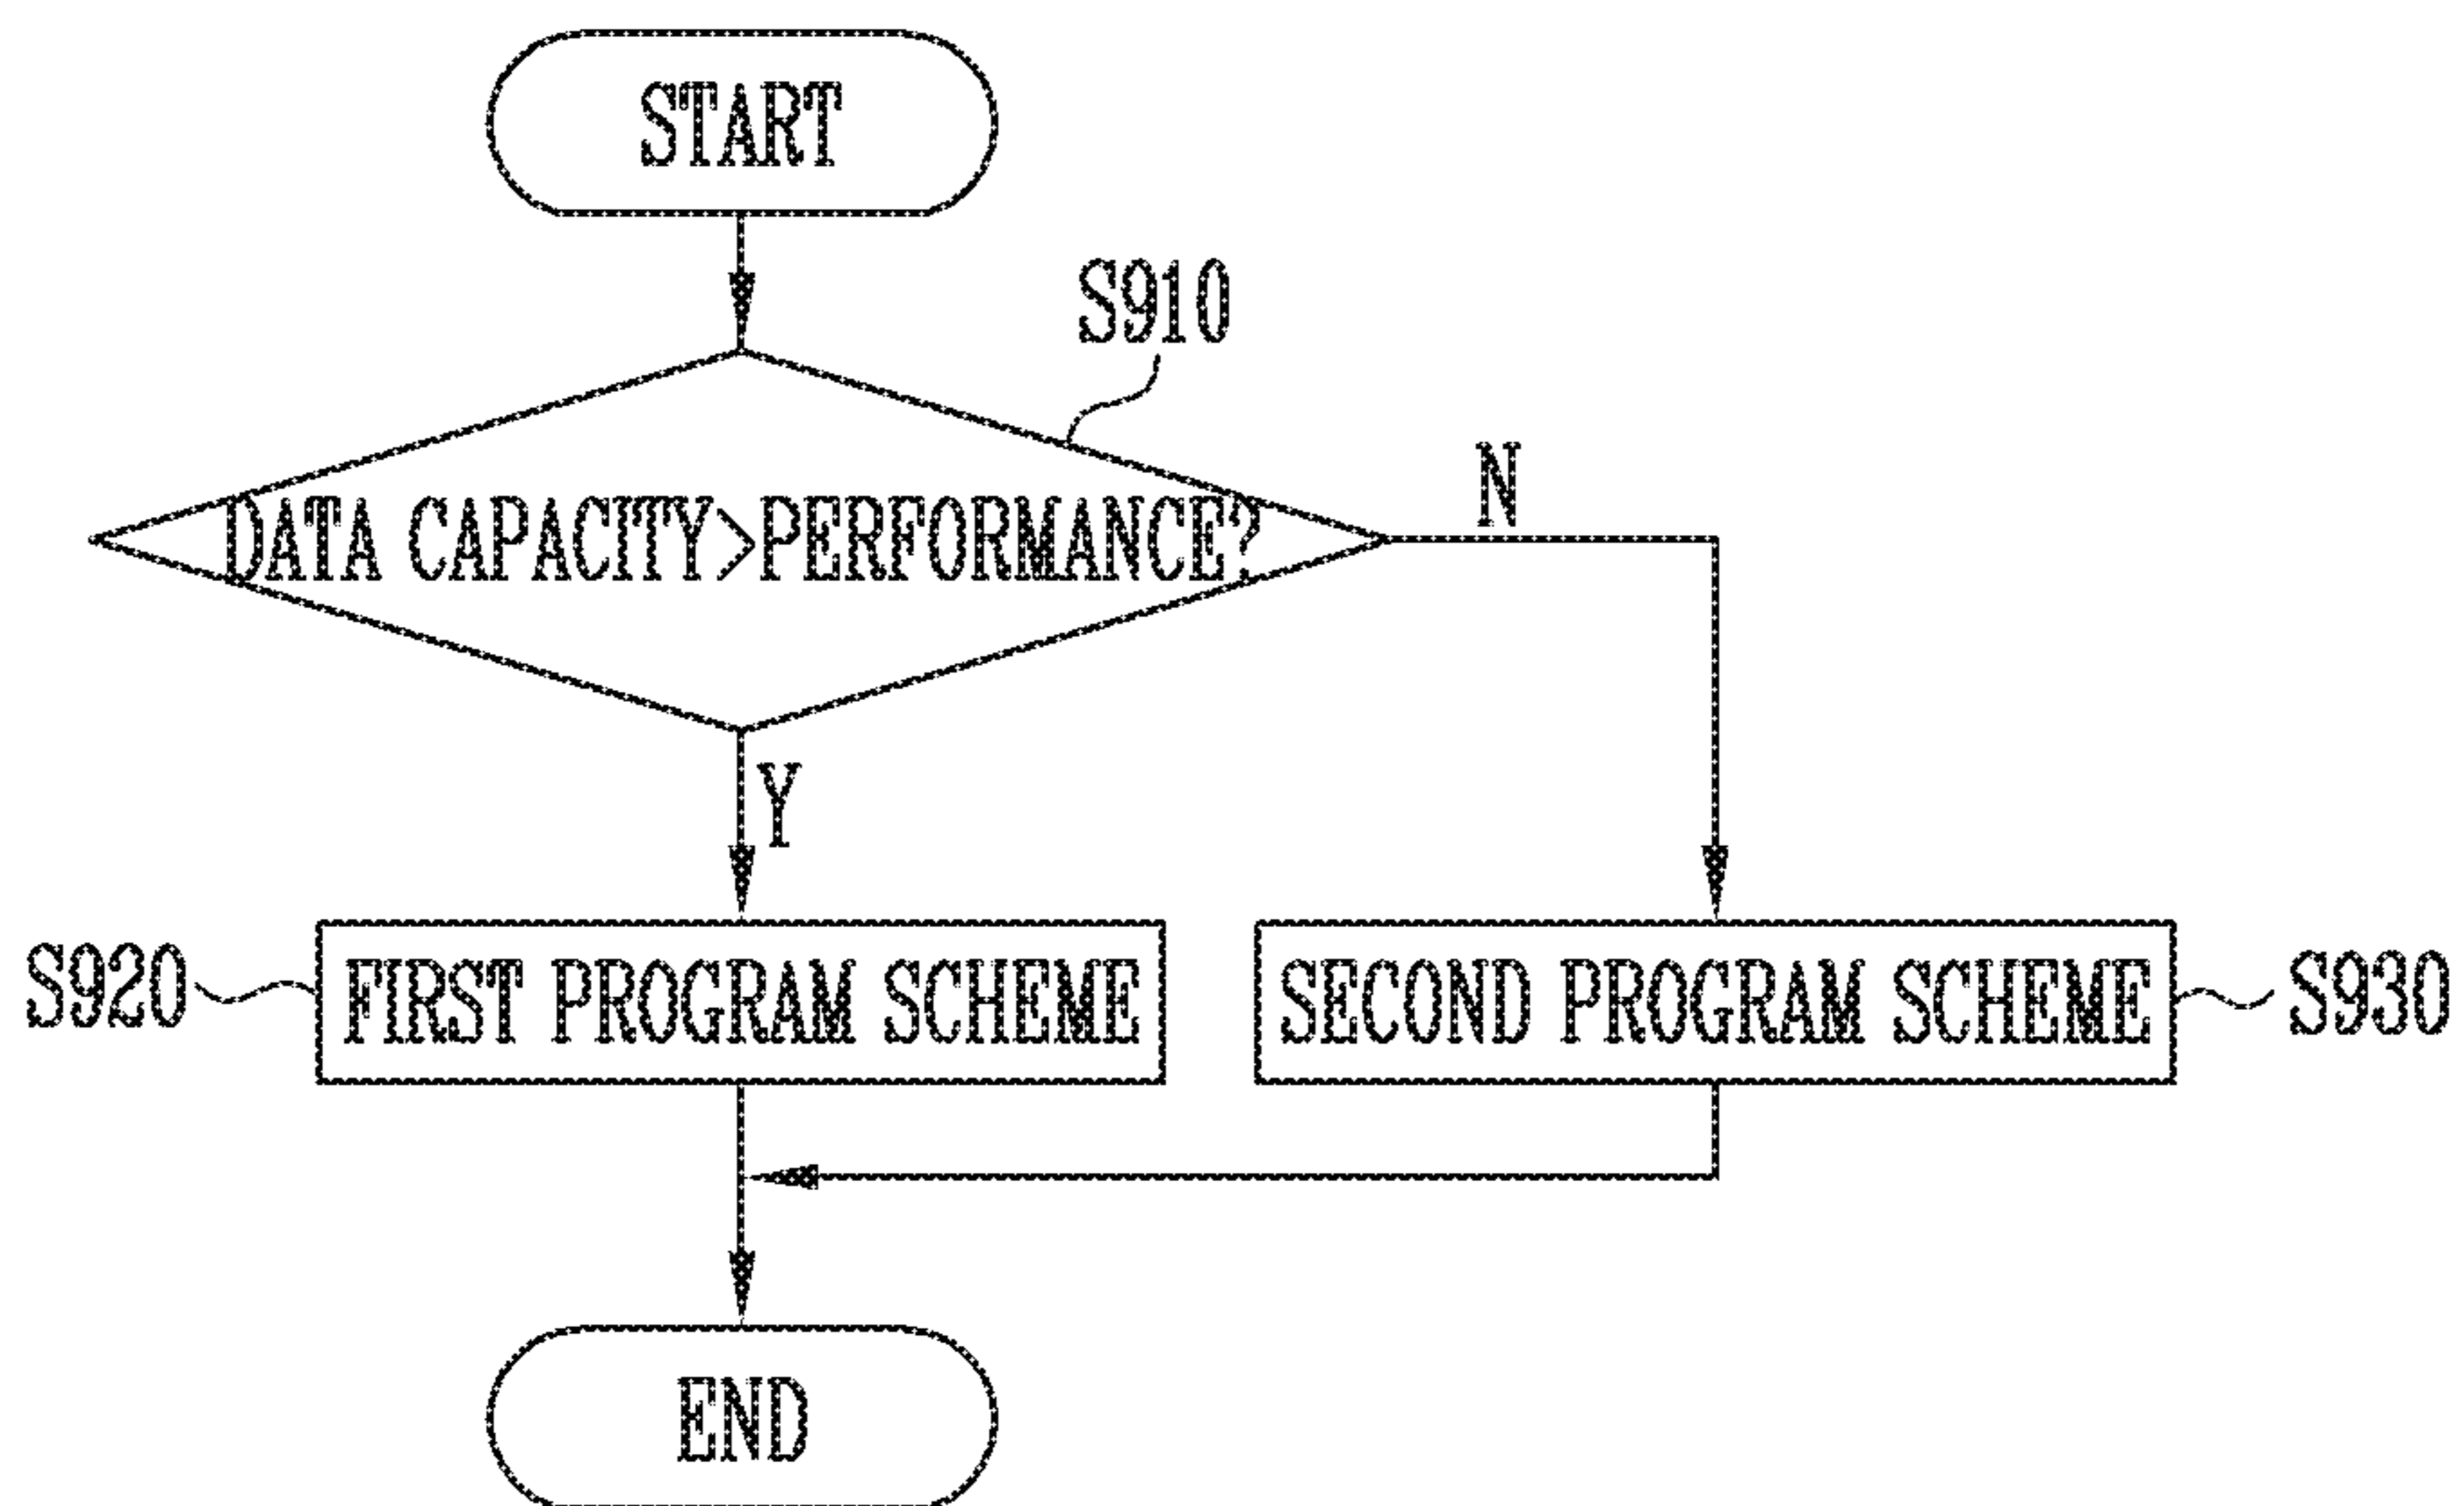 START
S910
DATA CAPACITY>PERFORMANCE?
N
Y
S920
FIRST PROGRAM SCHEME
SECOND PROGRAM SCHEME
S930
END